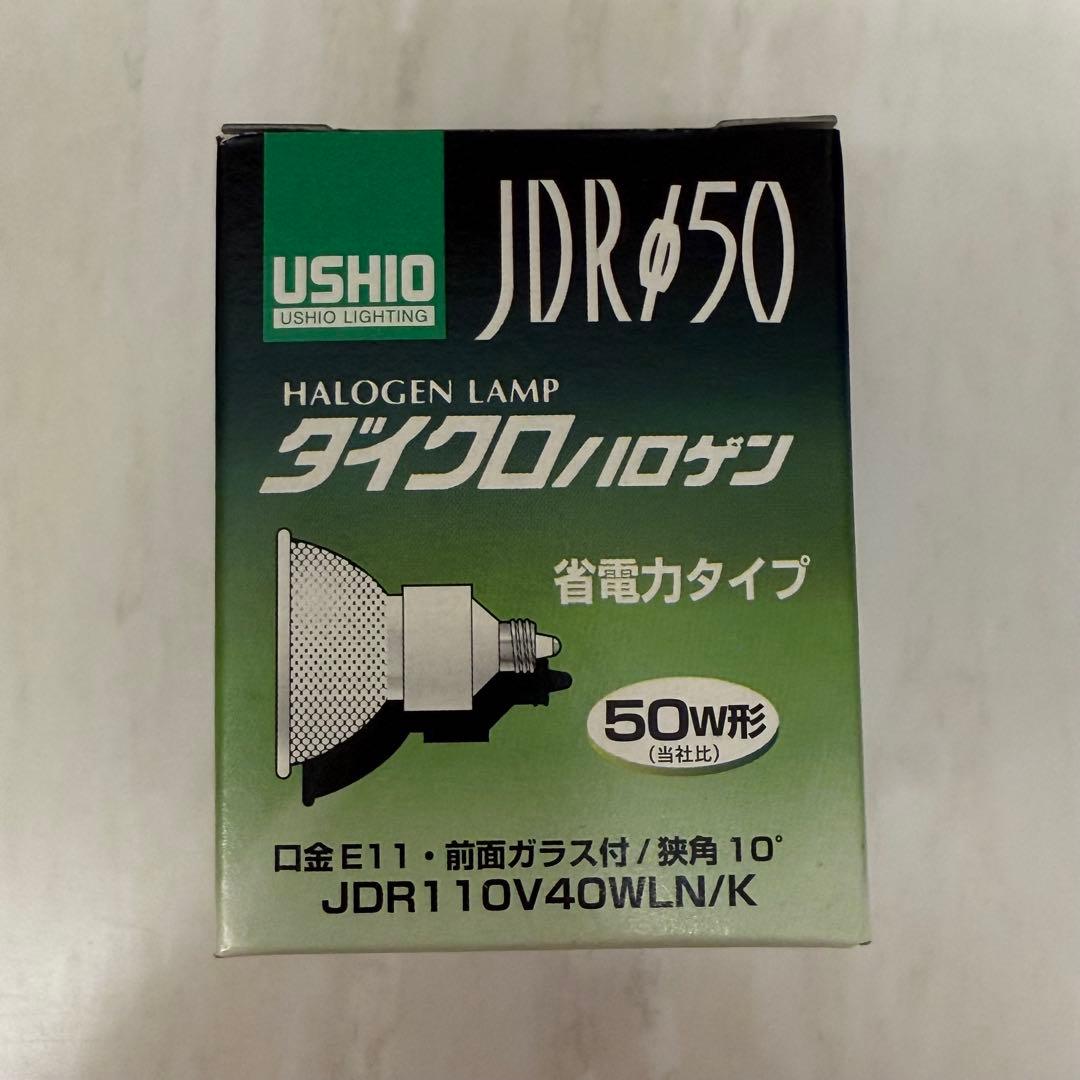 USHIO
USHIO LIGHTING
JDRφ50
HALOGEN LAMP
ダイクロハロゲン
省電力タイプ
50W形
(当社比)
口金E11・前面ガラス付/狭角10°
JDR110V40WLN/K